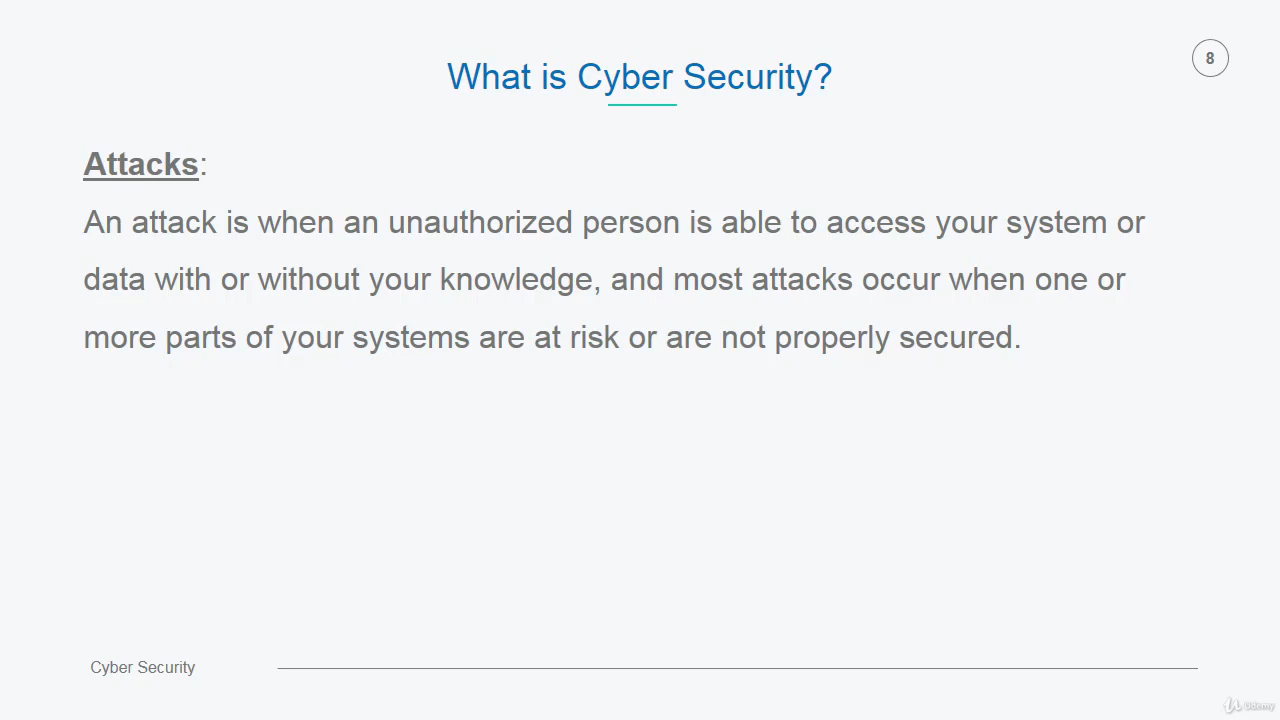 8
What is Cyber Security?
Attacks:
An attack is when an unauthorized person is able to access your system or
data with or without your knowledge, and most attacks occur when one or
more parts of your systems are at risk or are not properly secured.
Cyber Security
Udemy